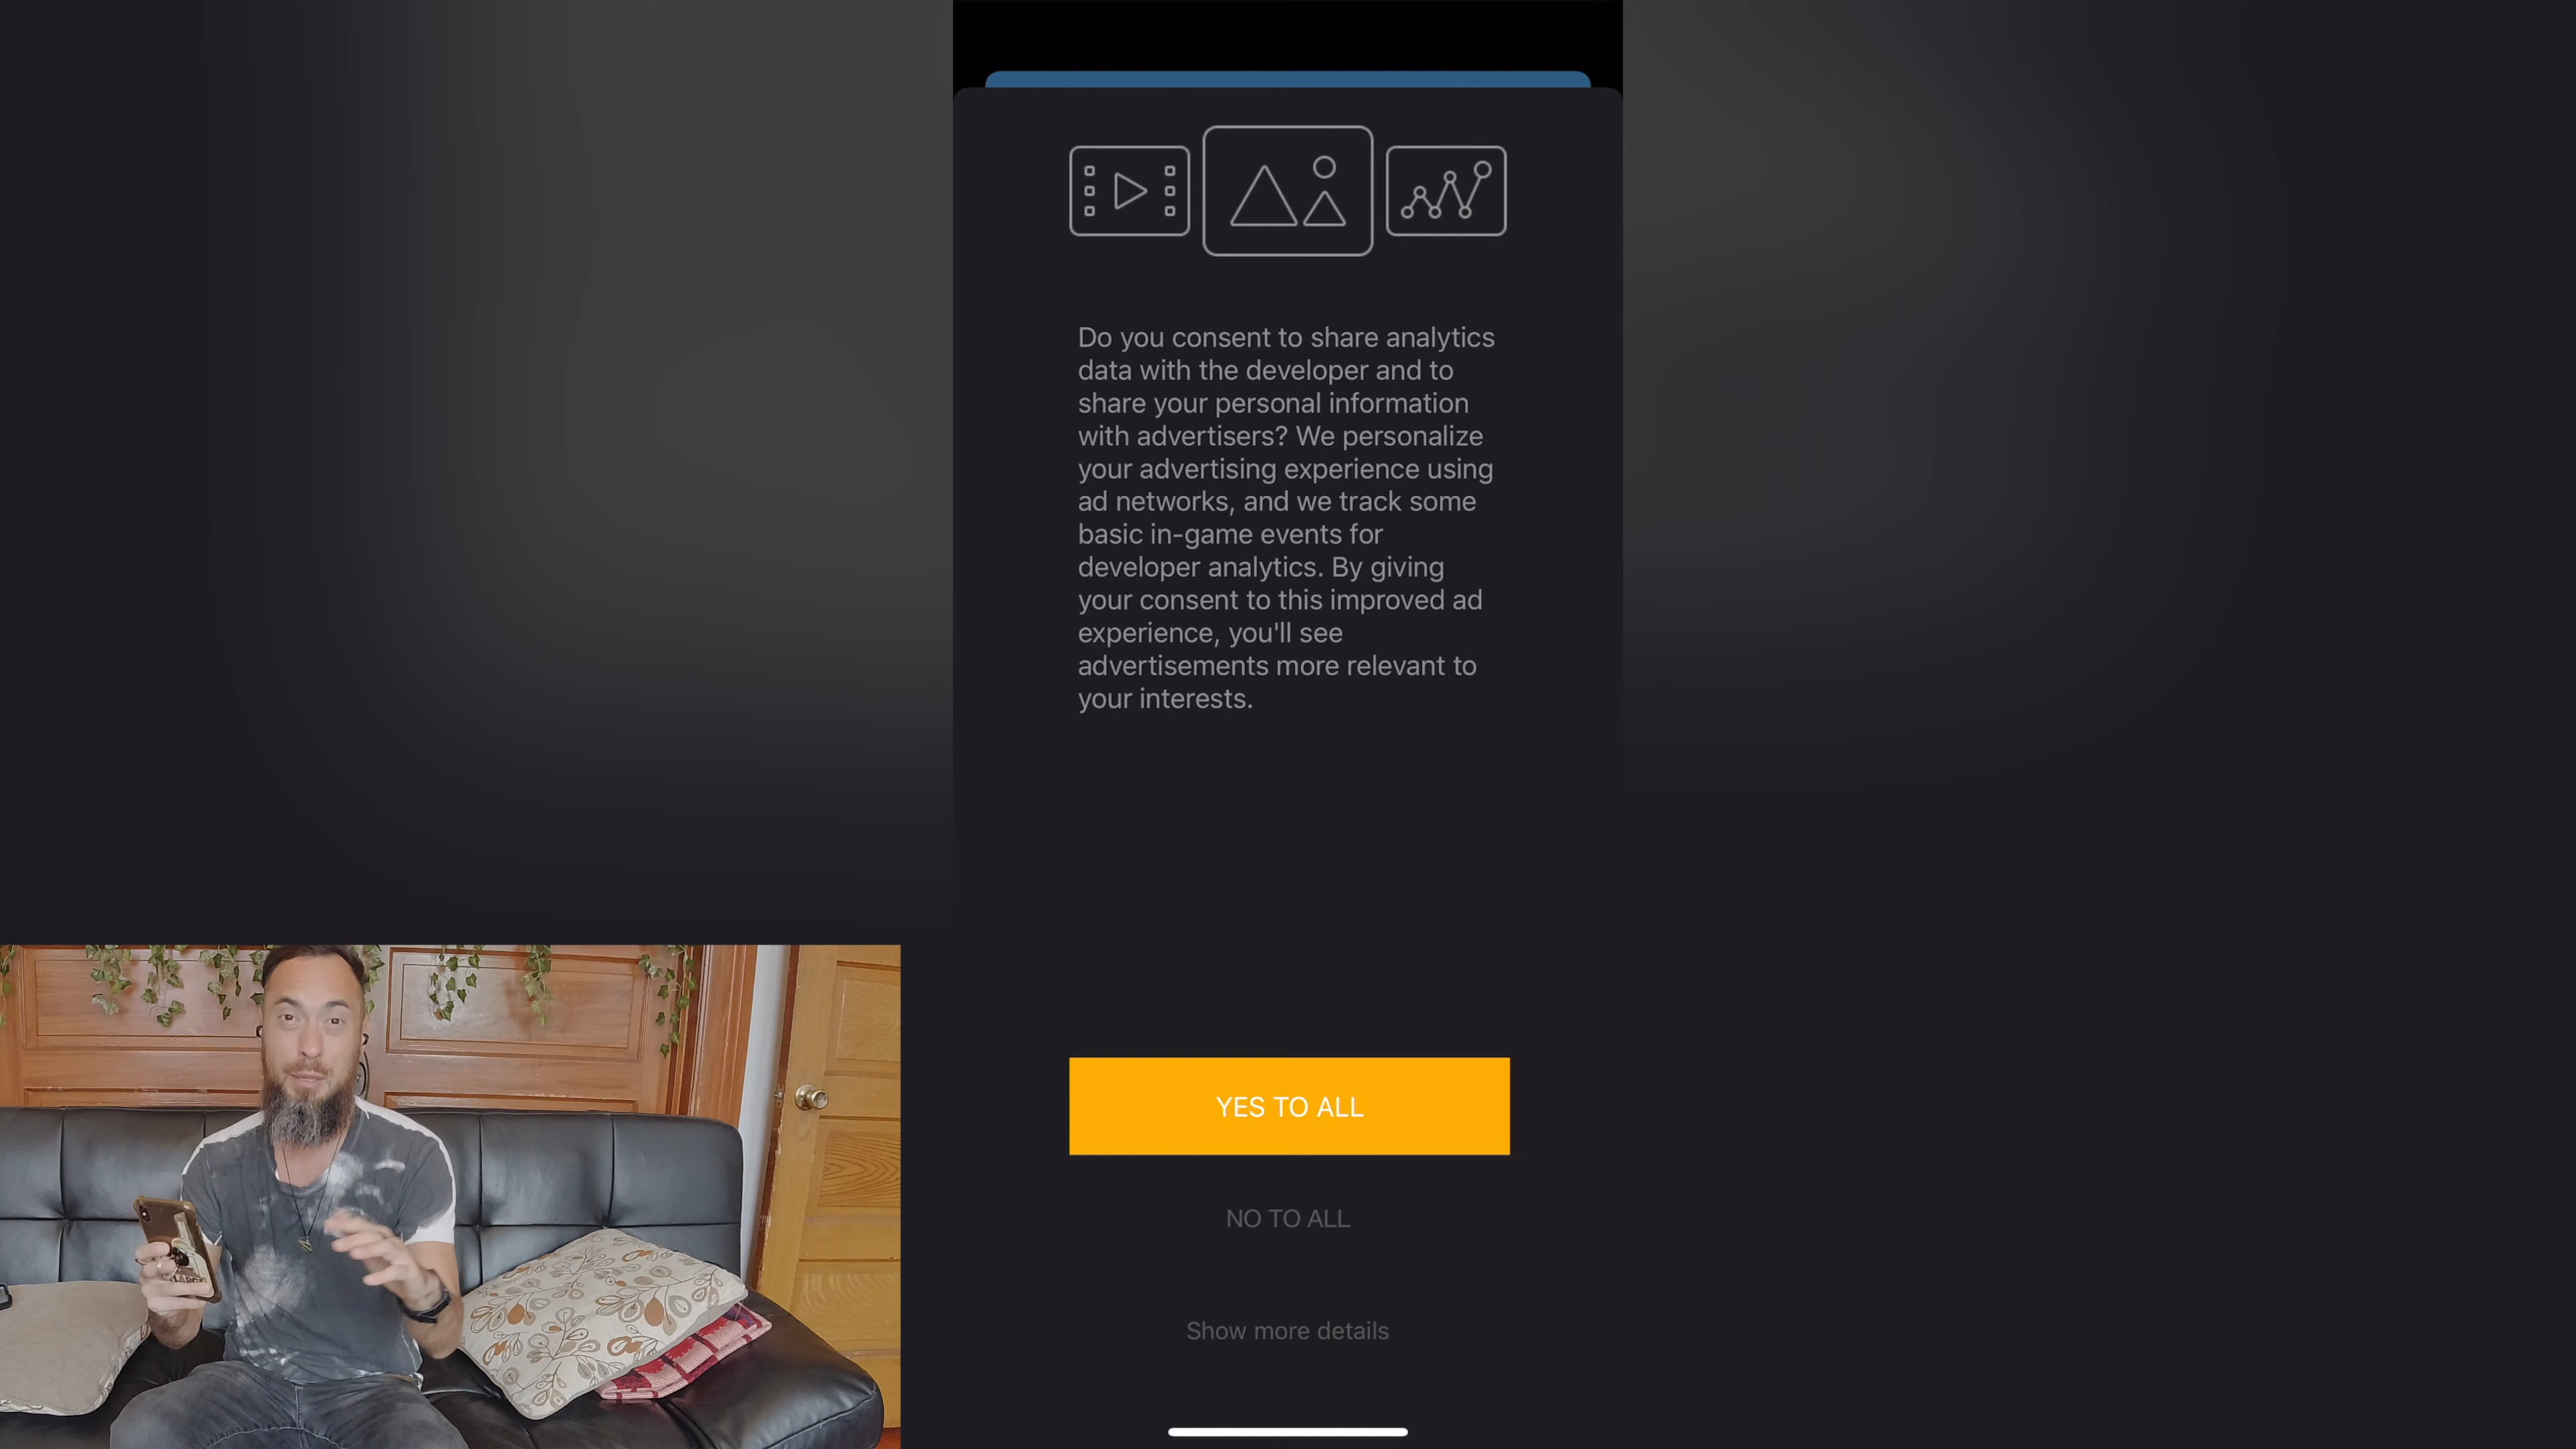 Do you consent to share analytics
data with the developer and to
share your personal information
with advertisers? We personalize
your advertising experience using
ad networks, and we track some
basic in-game events for
developer analytics. By giving
your consent to this improved ad
experience, you'll see
advertisements more relevant to
your interests.
YES TO ALL
NO TO ALL
Show more details